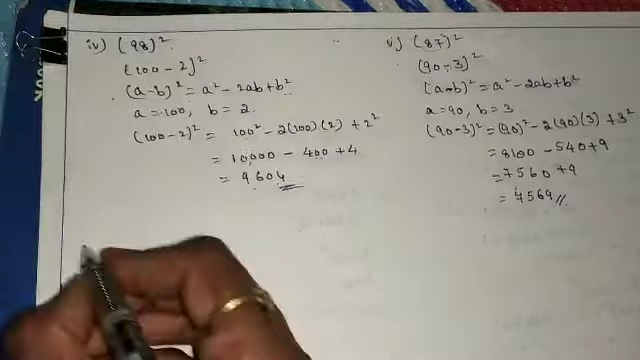 iv) (98)².
(100 - 2)²
(a-b)² = a² - 2ab + b²
a = 100, b = 2.
(100-2)² = 100² - 2(100)(2) + 2²
= 10,000 - 400 + 4
= 9604
v) (87)²
(90-3)²
(a-b)² = a² - 2ab + b²
a = 90, b = 3
(90-3)² = (90)² - 2(90)(3) + 3²
= 8100 - 540 + 9
= 7560 + 9
= 7569 //